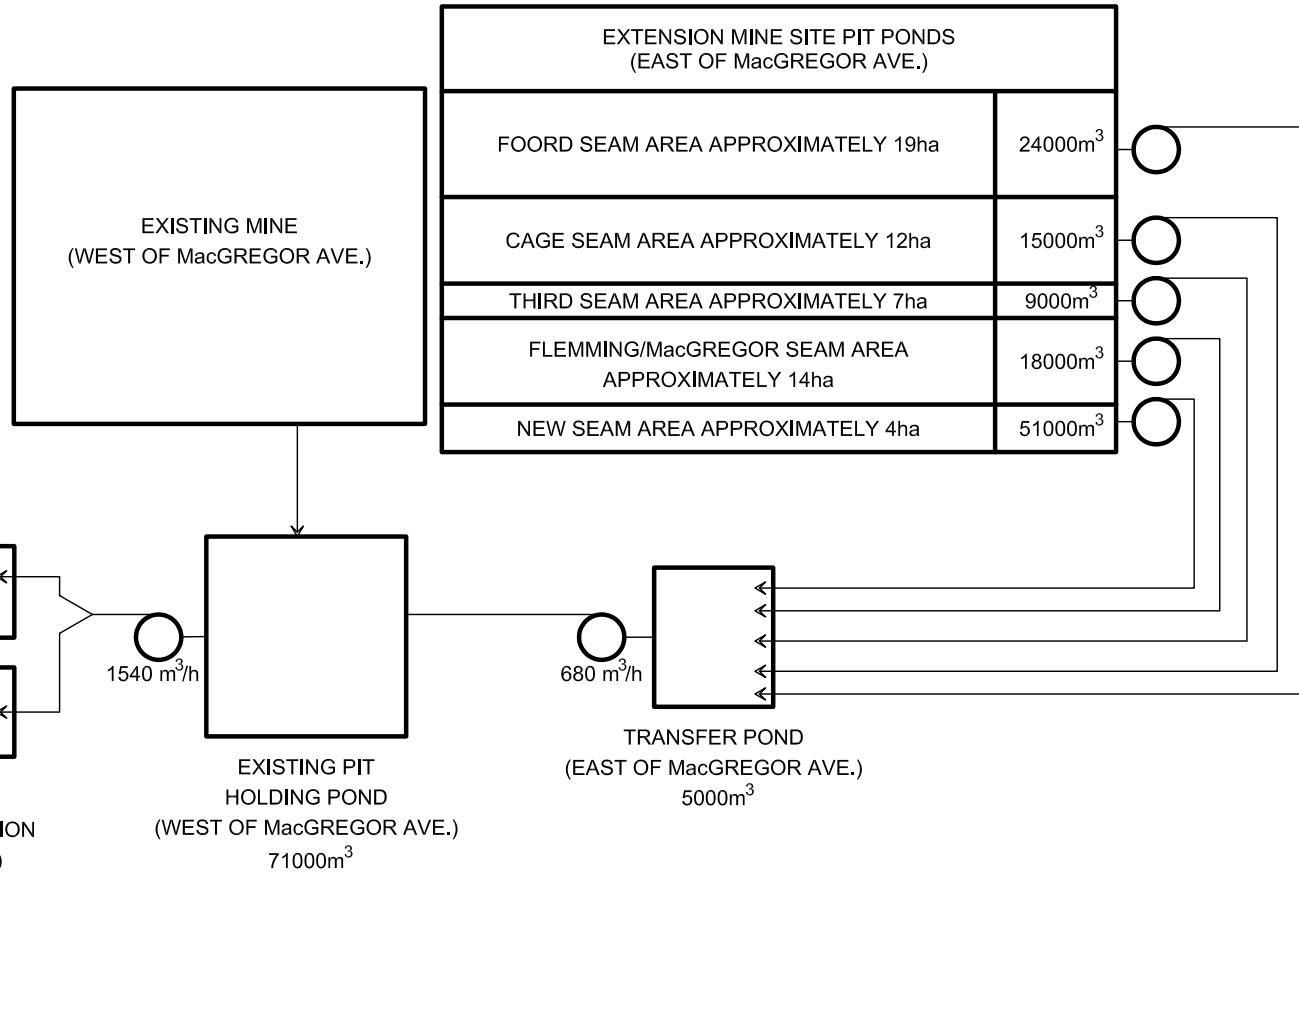 EXTENSION MINE SITE PIT PONDS
(EAST OF MacGREGOR AVE.)
FOORD SEAM AREA APPROXIMATELY 19ha
24000m³
EXISTING MINE
(WEST OF MacGREGOR AVE.)
CAGE SEAM AREA APPROXIMATELY 12ha
15000m³
THIRD SEAM AREA APPROXIMATELY 7ha
9000m³
FLEMMING/MacGREGOR SEAM AREA
APPROXIMATELY 14ha
18000m³
NEW SEAM AREA APPROXIMATELY 4ha
51000m³
1540 m³/h
680 m³/h
TRANSFER POND
(EAST OF MacGREGOR AVE.)
5000m³
EXISTING PIT
HOLDING POND
(WEST OF MacGREGOR AVE.)
71000m³
ION
)